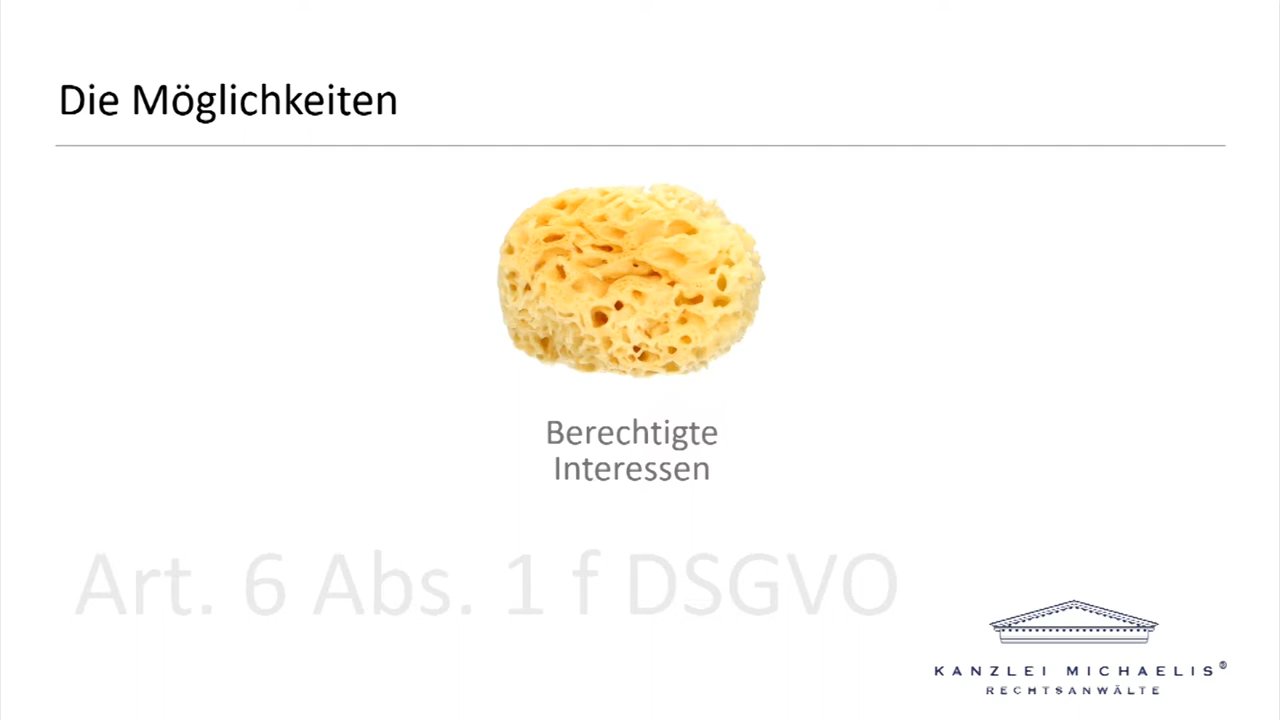 Die Möglichkeiten
Berechtigte
Interessen
Art. 6 Abs. 1 f DSGVO
KANZLEI MICHAELIS®
RECHTSANWÄLTE